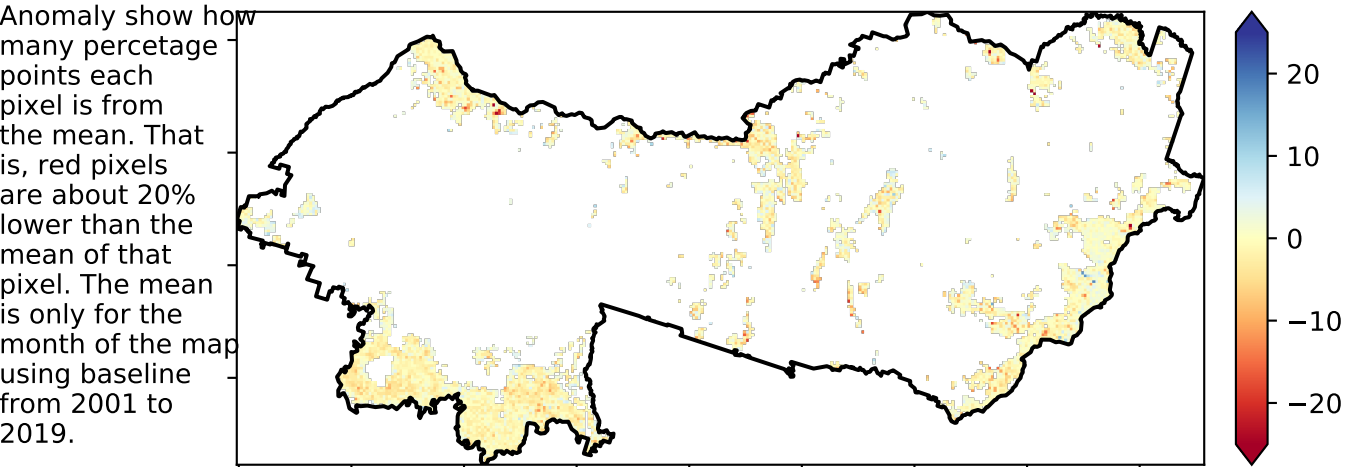 Anomaly show how
many percetage
points each
pixel is from
the mean. That
is, red pixels
are about 20%
lower than the
mean of that
pixel. The mean
is only for the
month of the map
using baseline
from 2001 to
2019.
20
10
0
−10
−20